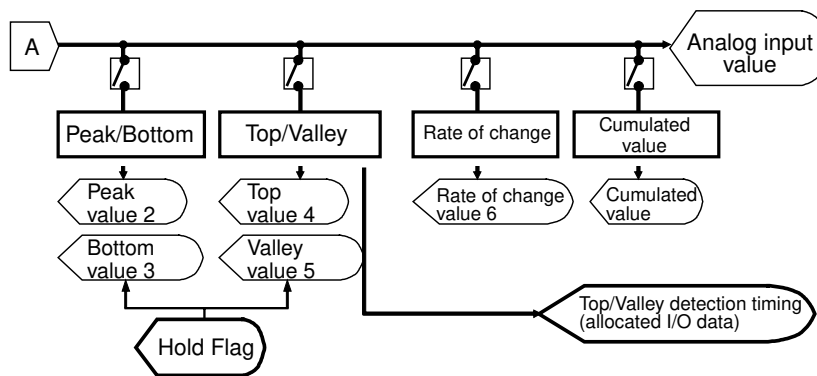 A
Analog input
value
Peak/Bottom
Top/Valley
Rate of change
Cumulated
value
Peak
value 2
Top
value 4
Rate of change
value 6
Cumulated
value
Bottom
value 3
Valley
value 5
Top/Valley detection timing
(allocated I/O data)
Hold Flag